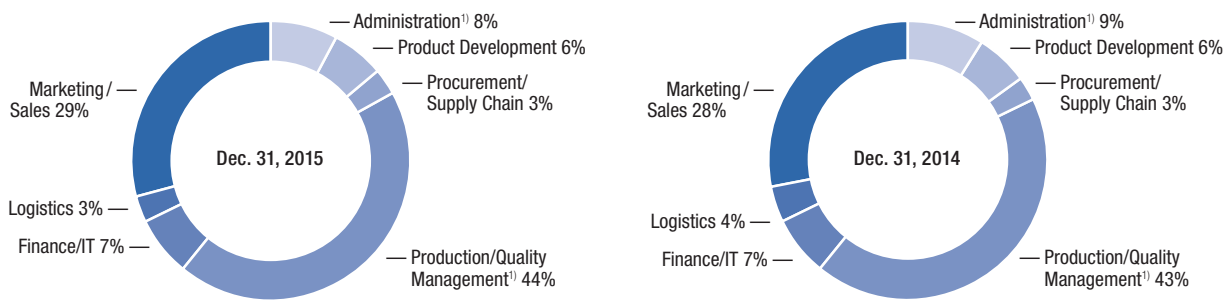 Administration¹⁾ 8%
Product Development 6%
Procurement/
Supply Chain 3%
Marketing/
Sales 29%
Dec. 31, 2015
Logistics 3%
Finance/IT 7%
Production/Quality
Management¹⁾ 44%
Administration¹⁾ 9%
Product Development 6%
Procurement/
Supply Chain 3%
Marketing/
Sales 28%
Dec. 31, 2014
Logistics 4%
Finance/IT 7%
Production/Quality
Management¹⁾ 43%